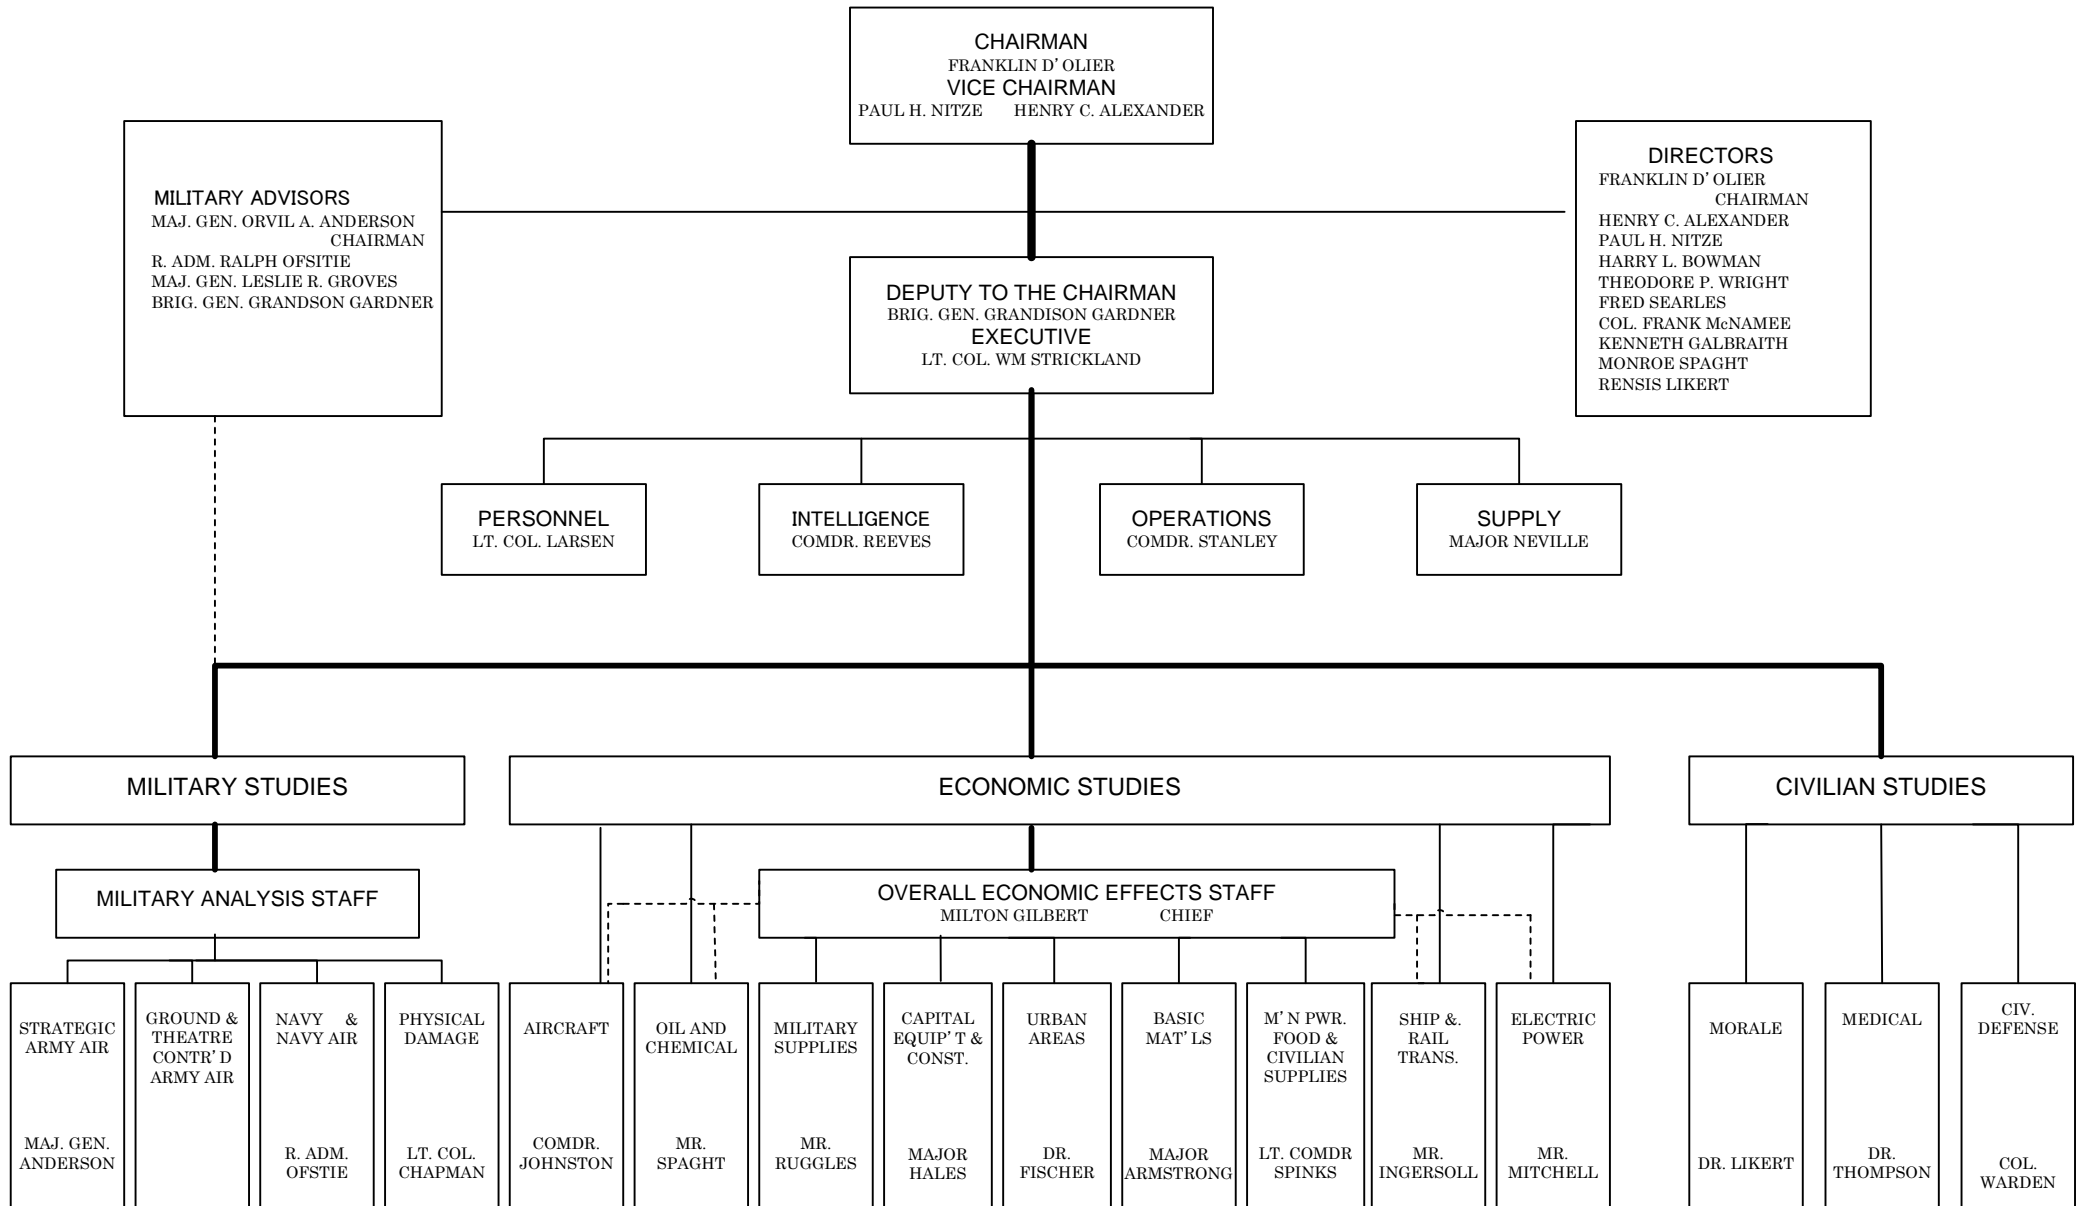 CHAIRMAN
FRANKLIN D' OLIER
VICE CHAIRMAN
PAUL H. NITZE HENRY C. ALEXANDER
MILITARY ADVISORS
MAJ. GEN. ORVIL A. ANDERSON
CHAIRMAN
R. ADM. RALPH OFSITIE
MAJ. GEN. LESLIE R. GROVES
BRIG. GEN. GRANDSON GARDNER
DIRECTORS
FRANKLIN D' OLIER
CHAIRMAN
HENRY C. ALEXANDER
PAUL H. NITZE
HARRY L. BOWMAN
THEODORE P. WRIGHT
FRED SEARLES
COL. FRANK McNAMEE
KENNETH GALBRAITH
MONROE SPAGHT
RENSIS LIKERT
DEPUTY TO THE CHAIRMAN
BRIG. GEN. GRANDISON GARDNER
EXECUTIVE
LT. COL. WM STRICKLAND
PERSONNEL
LT. COL. LARSEN
INTELLIGENCE
COMDR. REEVES
OPERATIONS
COMDR. STANLEY
SUPPLY
MAJOR NEVILLE
MILITARY STUDIES
ECONOMIC STUDIES
CIVILIAN STUDIES
MILITARY ANALYSIS STAFF
OVERALL ECONOMIC EFFECTS STAFF
MILTON GILBERT CHIEF
STRATEGIC
ARMY AIR
MAJ. GEN.
ANDERSON
GROUND &
THEATRE
CONTR' D
ARMY AIR
NAVY &
NAVY AIR
R. ADM.
OFSTIE
PHYSICAL
DAMAGE
LT. COL.
CHAPMAN
AIRCRAFT
COMDR.
JOHNSTON
OIL AND
CHEMICAL
MR.
SPAGHT
MILITARY
SUPPLIES
MR.
RUGGLES
CAPITAL
EQUIP' T &
CONST.
MAJOR
HALES
URBAN
AREAS
DR.
FISCHER
BASIC
MAT' LS
MAJOR
ARMSTRONG
M' N PWR.
FOOD &
CIVILIAN
SUPPLIES
LT. COMDR
SPINKS
SHIP &.
RAIL
TRANS.
MR.
INGERSOLL
ELECTRIC
POWER
MR.
MITCHELL
MORALE
DR. LIKERT
MEDICAL
DR.
THOMPSON
CIV.
DEFENSE
COL.
WARDEN